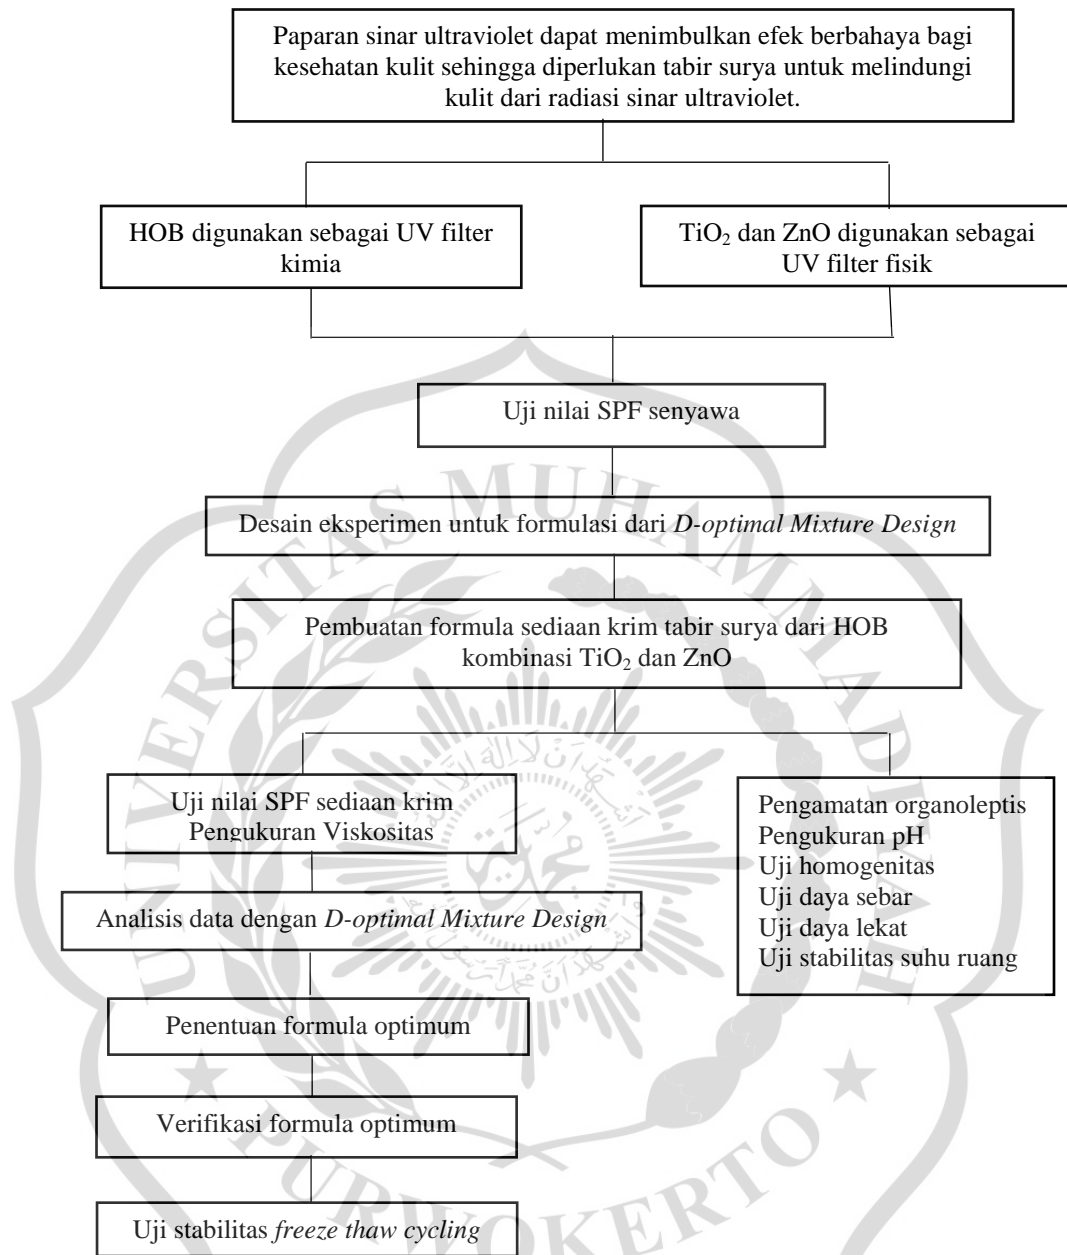 Paparan sinar ultraviolet dapat menimbulkan efek berbahaya bagi
kesehatan kulit sehingga diperlukan tabir surya untuk melindungi
kulit dari radiasi sinar ultraviolet.
HOB digunakan sebagai UV filter
kimia
TiO₂ dan ZnO digunakan sebagai
UV filter fisik
Uji nilai SPF senyawa
Desain eksperimen untuk formulasi dari D-optimal Mixture Design
Pembuatan formula sediaan krim tabir surya dari HOB
kombinasi TiO₂ dan ZnO
Uji nilai SPF sediaan krim
Pengukuran Viskositas
Pengamatan organoleptis
Pengukuran pH
Uji homogenitas
Uji daya sebar
Uji daya lekat
Uji stabilitas suhu ruang
Analisis data dengan D-optimal Mixture Design
Penentuan formula optimum
Verifikasi formula optimum
Uji stabilitas freeze thaw cycling
UNIVERSITAS MUHAMMADIYAH
PURWOKERTO